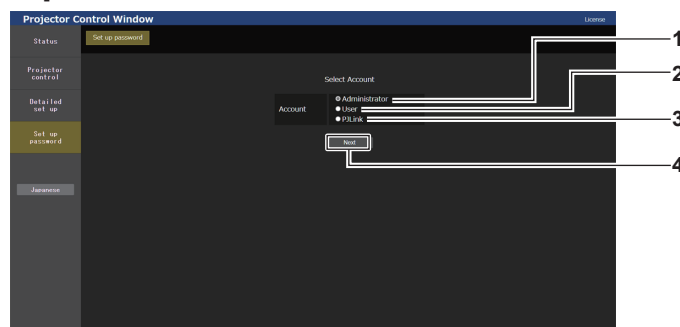 Projector Control Window
License
Status
Set up password
Projector
control
Detailed
set up
Set up
password
Japanese
Select Account
Account
Administrator
User
PJLink
Next
1
2
3
4